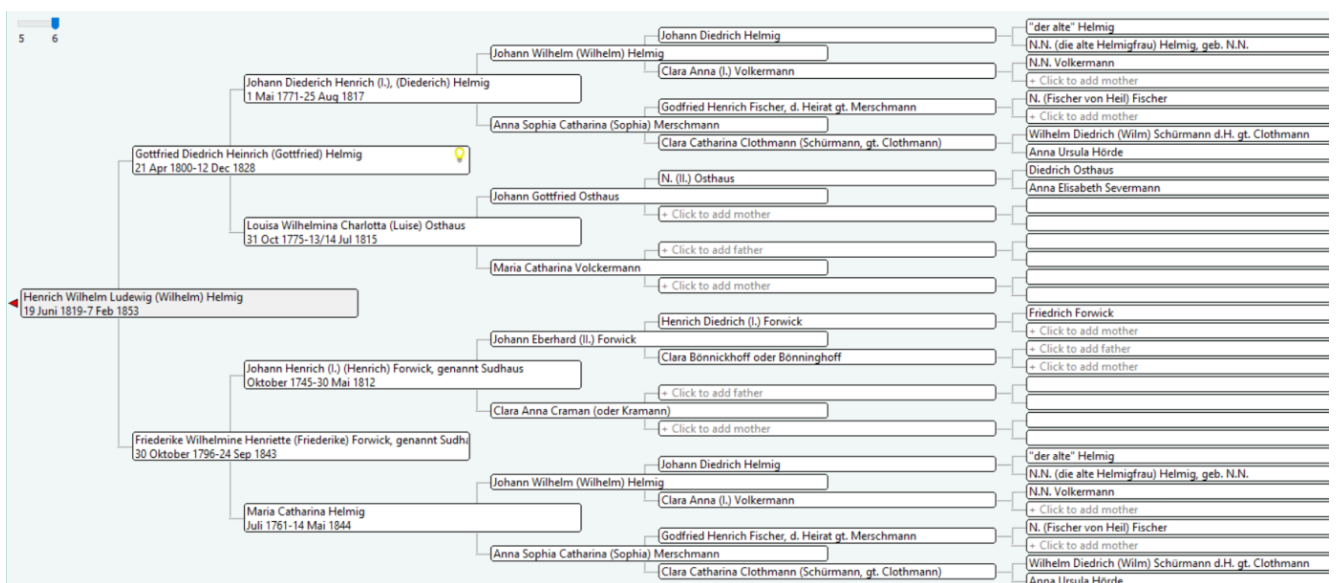 5 6
Henrich Wilhelm Ludewig (Wilhelm) Helmig
19 Juni 1819-7 Feb 1853
Gottfried Diedrich Heinrich (Gottfried) Helmig
21 Apr 1800-12 Dec 1828
Friederike Wilhelmine Henriette (Friederike) Forwick, genannt Sudha
30 Oktober 1796-24 Sep 1843
Johann Diederich Henrich (I.), (Diederich) Helmig
1 Mai 1771-25 Aug 1817
Louisa Wilhelmina Charlotta (Luise) Osthaus
31 Oct 1775-13/14 Jul 1815
Johann Henrich (I.) (Henrich) Forwick, genannt Sudhaus
Oktober 1745-30 Mai 1812
Maria Catharina Helmig
Juli 1761-14 Mai 1844
Johann Wilhelm (Wilhelm) Helmig
Anna Sophia Catharina (Sophia) Merschmann
Johann Gottfried Osthaus
Maria Catharina Volckermann
Johann Eberhard (II.) Forwick
Clara Anna Craman (oder Kramann)
Johann Wilhelm (Wilhelm) Helmig
Anna Sophia Catharina (Sophia) Merschmann
Johann Diedrich Helmig
Clara Anna (I.) Volkermann
Godfried Henrich Fischer, d. Heirat gt. Merschmann
Clara Catharina Clothmann (Schürmann, gt. Clothmann)
N. (II.) Osthaus
+ Click to add mother
+ Click to add father
+ Click to add mother
Henrich Diedrich (I.) Forwick
Clara Bönnickhoff oder Bönninghoff
+ Click to add father
+ Click to add mother
Johann Diedrich Helmig
Clara Anna (I.) Volkermann
Godfried Henrich Fischer, d. Heirat gt. Merschmann
Clara Catharina Clothmann (Schürmann, gt. Clothmann)
"der alte" Helmig
N.N. (die alte Helmigfrau) Helmig, geb. N.N.
N.N. Volkermann
+ Click to add mother
N. (Fischer von Heil) Fischer
+ Click to add mother
Wilhelm Diedrich (Wilm) Schürmann d.H. gt. Clothmann
Anna Ursula Hörde
Diedrich Osthaus
Anna Elisabeth Severmann
Friedrich Forwick
+ Click to add mother
+ Click to add father
+ Click to add mother
"der alte" Helmig
N.N. (die alte Helmigfrau) Helmig, geb. N.N.
N.N. Volkermann
+ Click to add mother
N. (Fischer von Heil) Fischer
+ Click to add mother
Wilhelm Diedrich (Wilm) Schürmann d.H. gt. Clothmann
Anna Ursula Hörde